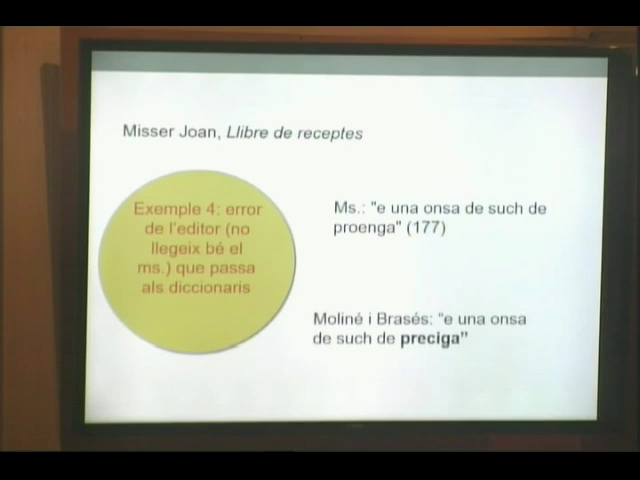 Misser Joan, Llibre de receptes
Exemple 4: error
de l'editor (no
llegeix bé el
ms.) que passa
als diccionaris
Ms.: "e una onsa de such de
proenga" (177)
Moliné i Brasés: “e una onsa
de such de preciga”